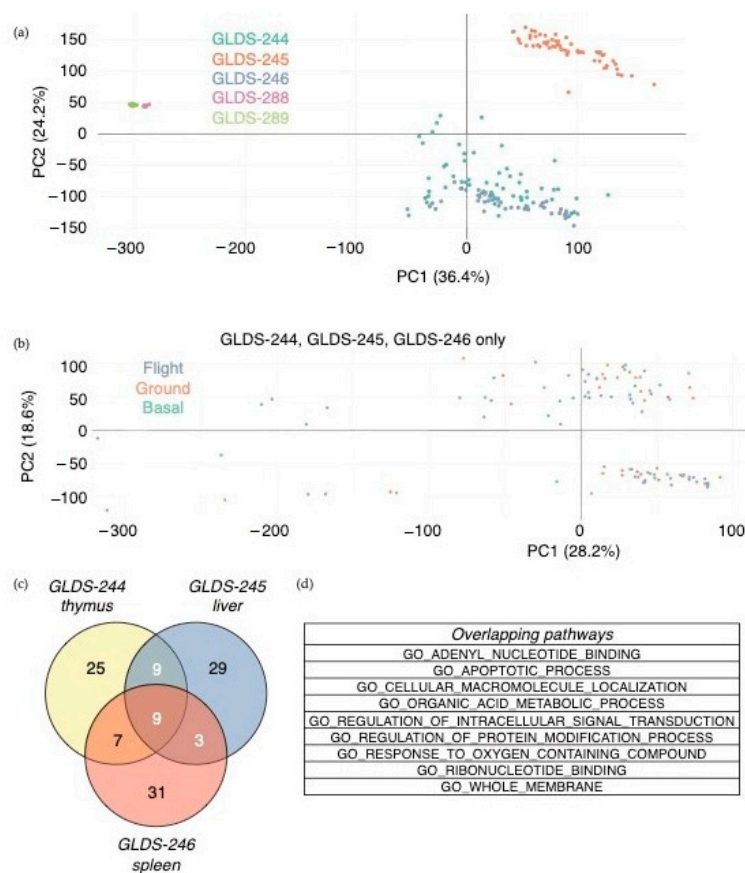 (a)
150
100
50
0
−50
−100
−150
PC2 (24.2%)
GLDS-244
GLDS-245
GLDS-246
GLDS-288
GLDS-289
−300
−200
−100
0
100
PC1 (36.4%)
(b)
GLDS-244, GLDS-245, GLDS-246 only
100
50
0
−50
−100
PC2 (18.6%)
Flight
Ground
Basal
−300
−200
−100
0
100
PC1 (28.2%)
(c)
GLDS-244
thymus
GLDS-245
liver
25
9
29
9
7
3
31
GLDS-246
spleen
(d)
Overlapping pathways
GO_ADENYL_NUCLEOTIDE_BINDING
GO_APOPTOTIC_PROCESS
GO_CELLULAR_MACROMOLECULE_LOCALIZATION
GO_ORGANIC_ACID_METABOLIC_PROCESS
GO_REGULATION_OF_INTRACELLULAR_SIGNAL_TRANSDUCTION
GO_REGULATION_OF_PROTEIN_MODIFICATION_PROCESS
GO_RESPONSE_TO_OXYGEN_CONTAINING_COMPOUND
GO_RIBONUCLEOTIDE_BINDING
GO_WHOLE_MEMBRANE